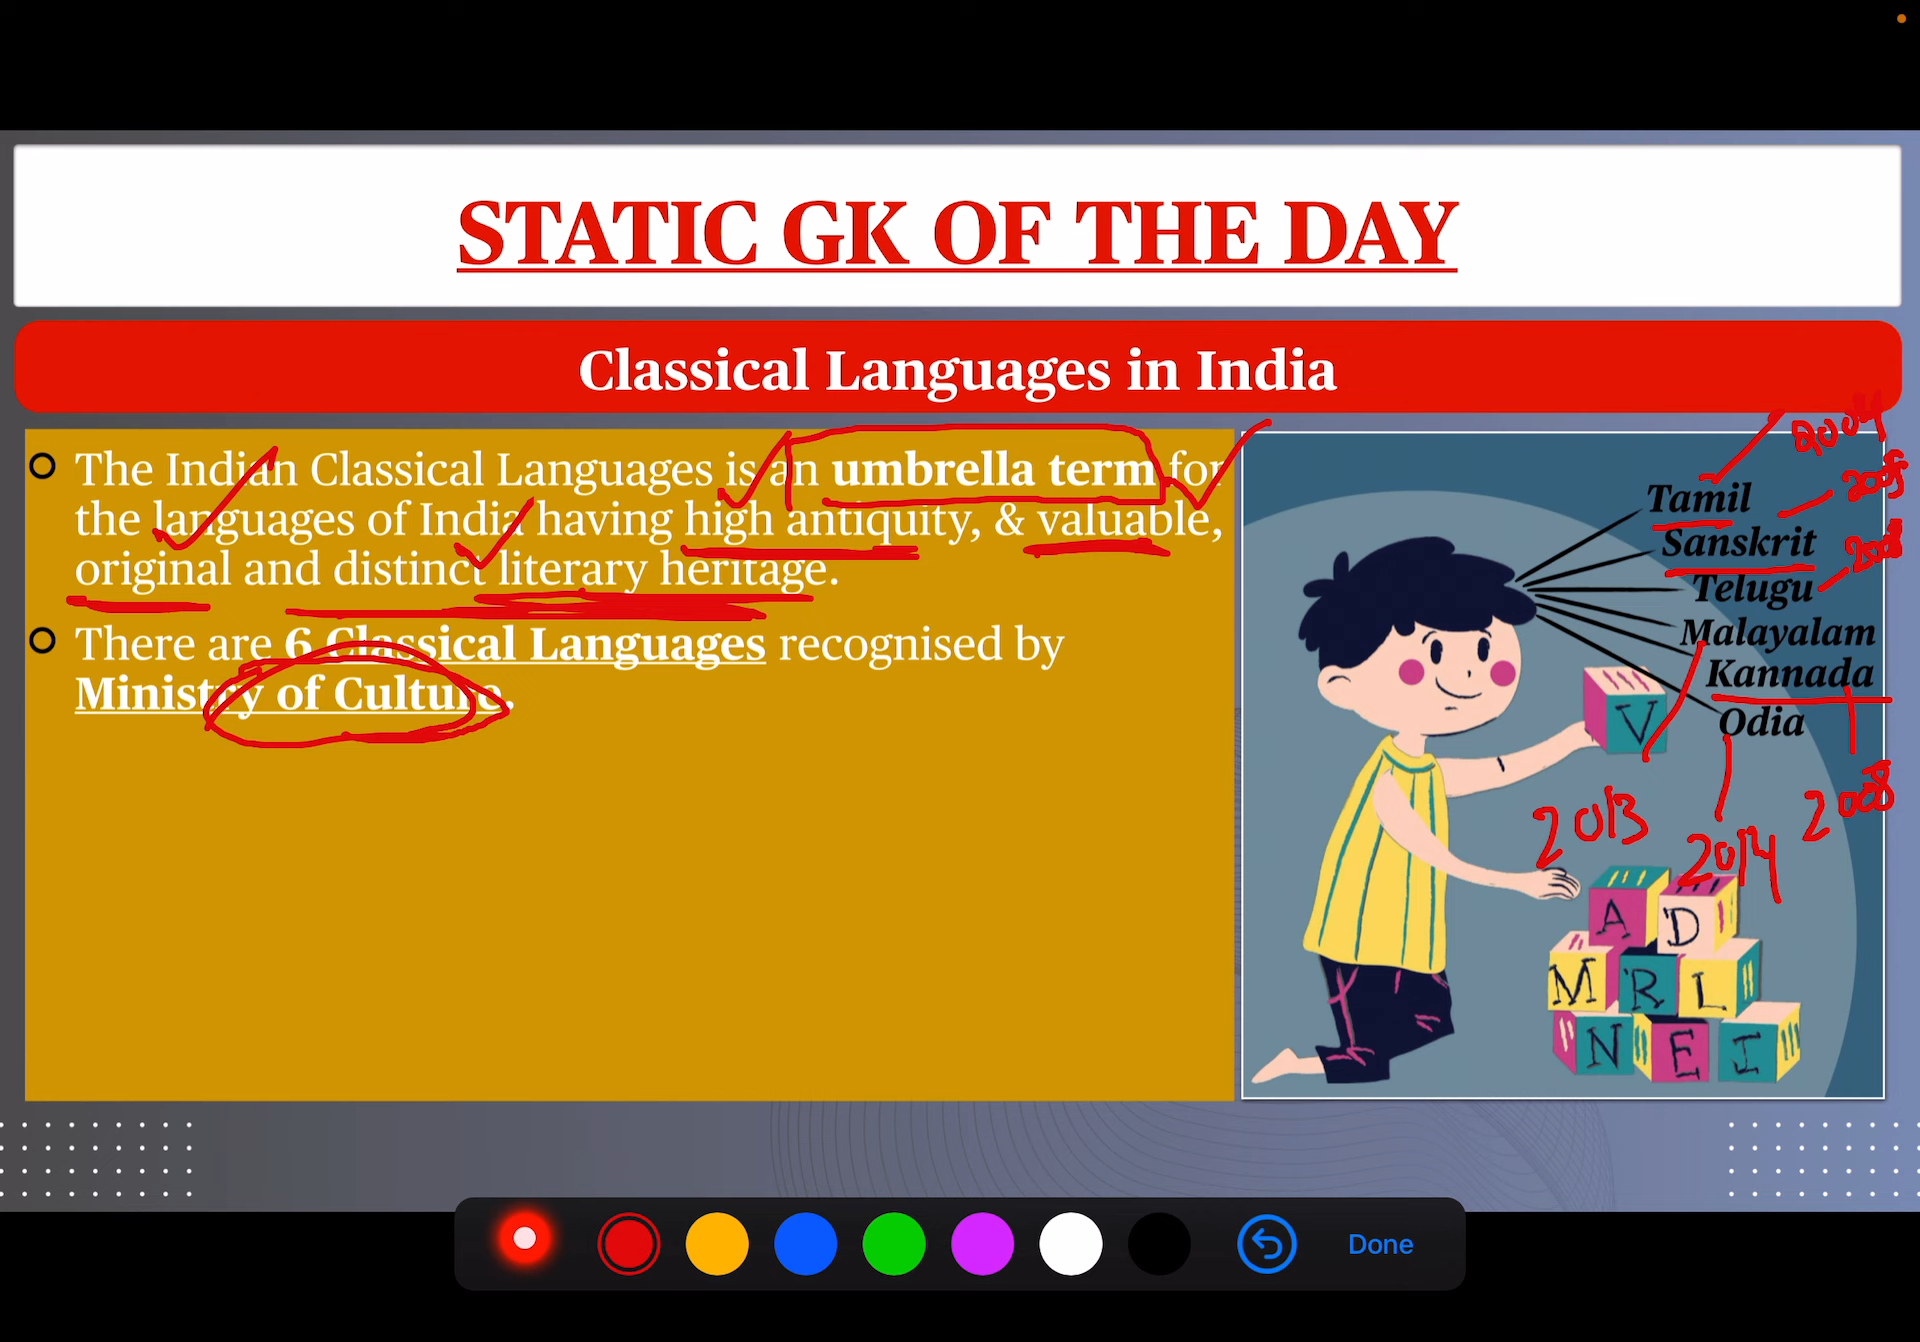 STATIC GK OF THE DAY
Classical Languages in India
The Indian Classical Languages is an umbrella term for
the languages of India having high antiquity, & valuable,
original and distinct literary heritage.
There are 6 Classical Languages recognised by
Ministry of Culture.
2004
Tamil
2005
Sanskrit
2008
Telugu
Malayalam
Kannada
Odia
V
2013
2014
2008
A D
M R L
N E I
Done